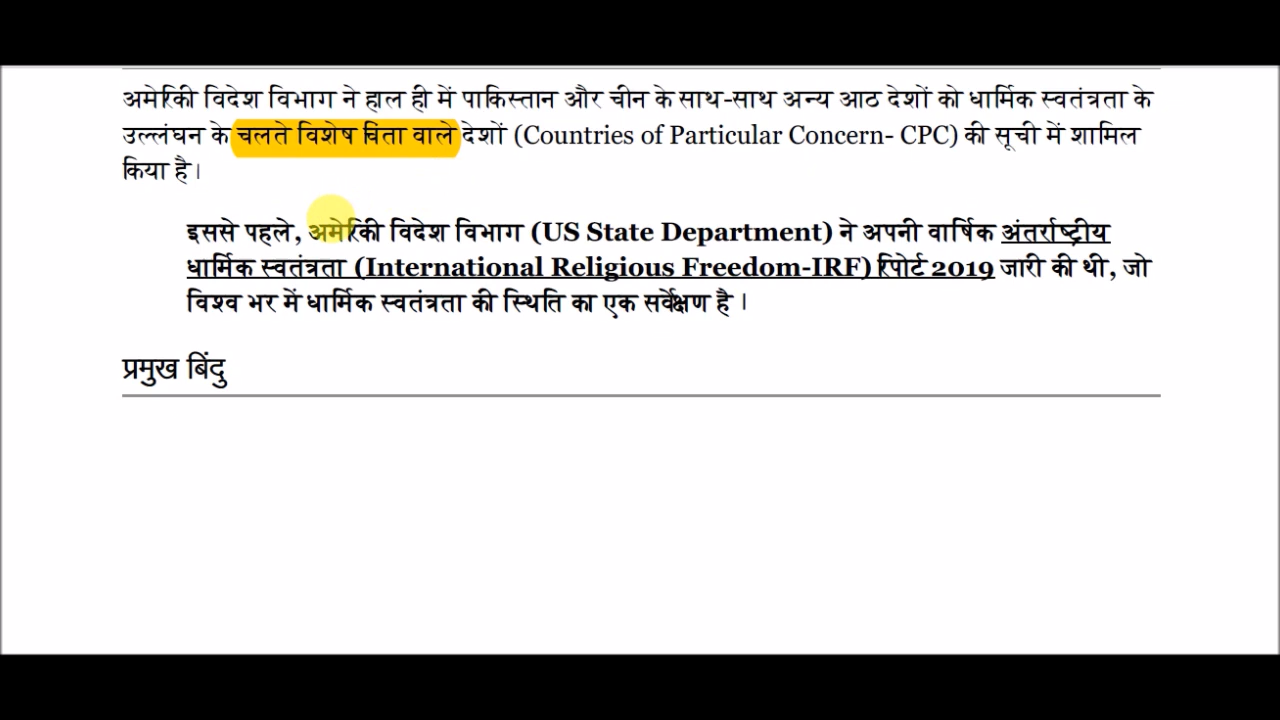 अमेरिकी विदेश विभाग ने हाल ही में पाकिस्तान और चीन के साथ-साथ अन्य आठ देशों को धार्मिक स्वतंत्रता के
उल्लंघन के चलते विशेष चिंता वाले देशों (Countries of Particular Concern- CPC) की सूची में शामिल
किया है।
इससे पहले, अमेरिकी विदेश विभाग (US State Department) ने अपनी वार्षिक अंतर्राष्ट्रीय
धार्मिक स्वतंत्रता (International Religious Freedom-IRF) रिपोर्ट 2019 जारी की थी, जो
विश्व भर में धार्मिक स्वतंत्रता की स्थिति का एक सर्वेक्षण है ।
प्रमुख बिंदु